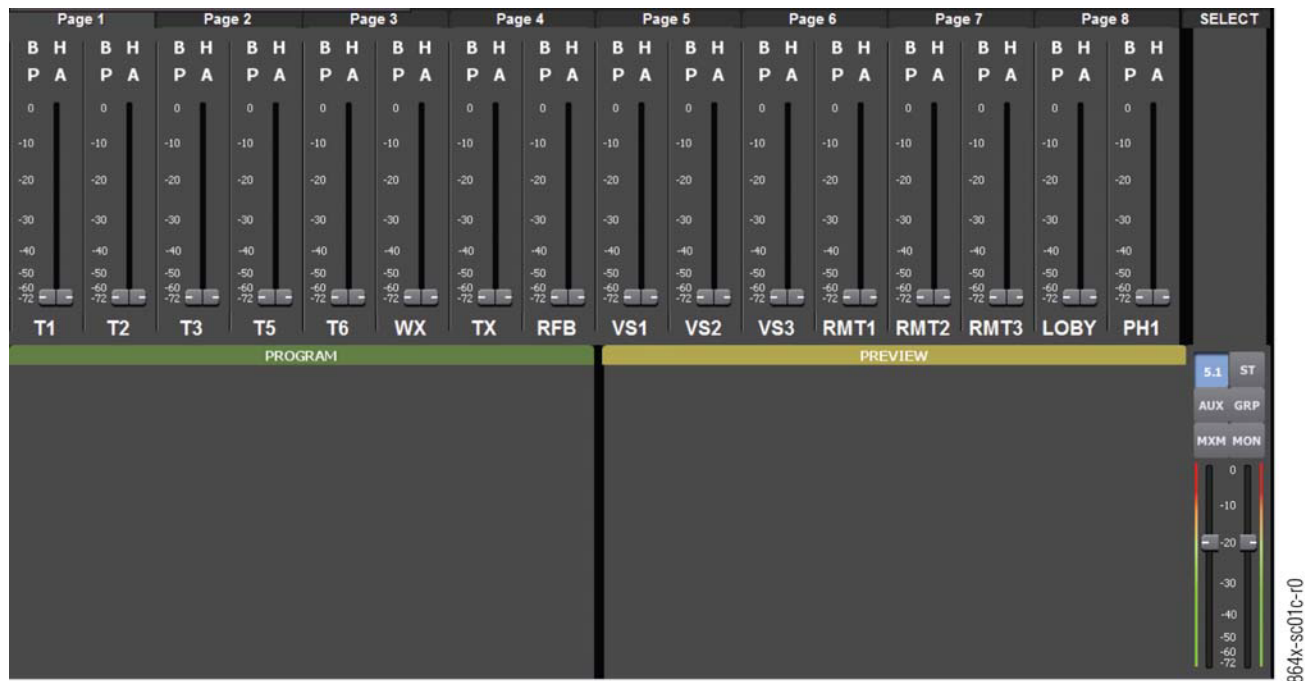 Page 1 Page 2 Page 3 Page 4 Page 5 Page 6 Page 7 Page 8 SELECT
B H B H B H B H B H B H B H B H B H B H B H B H B H B H B H B H
P A P A P A P A P A P A P A P A P A P A P A P A P A P A P A P A
0 0 0 0 0 0 0 0 0 0 0 0 0 0 0 0
-10 -10 -10 -10 -10 -10 -10 -10 -10 -10 -10 -10 -10 -10 -10 -10
-20 -20 -20 -20 -20 -20 -20 -20 -20 -20 -20 -20 -20 -20 -20 -20
-30 -30 -30 -30 -30 -30 -30 -30 -30 -30 -30 -30 -30 -30 -30 -30
-40 -40 -40 -40 -40 -40 -40 -40 -40 -40 -40 -40 -40 -40 -40 -40
-50 -50 -50 -50 -50 -50 -50 -50 -50 -50 -50 -50 -50 -50 -50 -50
-60 -60 -60 -60 -60 -60 -60 -60 -60 -60 -60 -60 -60 -60 -60 -60
-72 -72 -72 -72 -72 -72 -72 -72 -72 -72 -72 -72 -72 -72 -72 -72
T1 T2 T3 T5 T6 WX TX RFB VS1 VS2 VS3 RMT1 RMT2 RMT3 LOBY PH1
PROGRAM PREVIEW
5.1 ST
AUX GRP
MXM MON
0
-10
-20
-30
-40
-50
-60
-72
864x-sc01c-r0